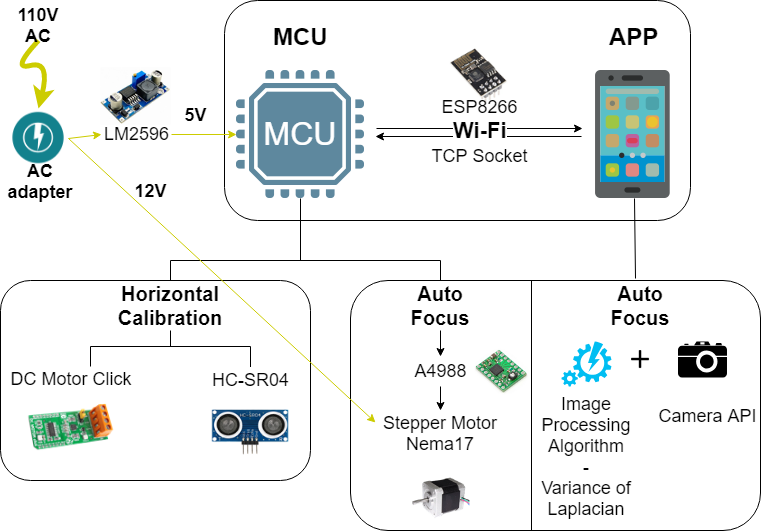 110V
AC
MCU
APP
ESP8266
5V
LM2596
MCU
Wi-Fi
TCP Socket
AC
adapter
12V
Horizontal
Calibration
Auto
Focus
Auto
Focus
DC Motor Click
HC-SR04
HC-SR04
A4988
Stepper Motor
Nema17
+
Image
Processing
Algorithm
-
Variance of
Laplacian
Camera API